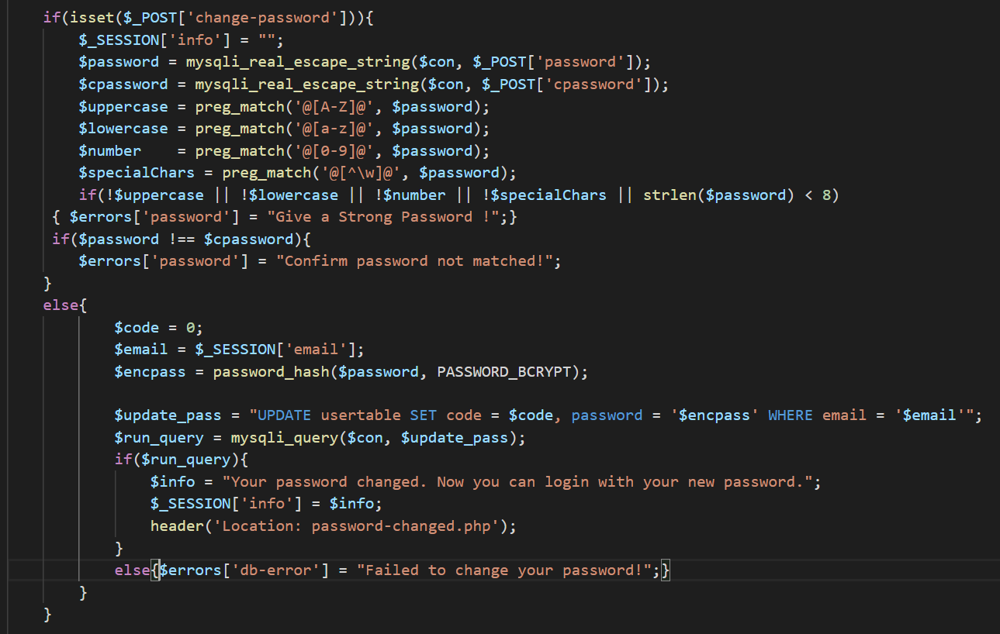 if(isset($_POST['change-password'])){
    $_SESSION['info'] = "";
    $password = mysqli_real_escape_string($con, $_POST['password']);
    $cpassword = mysqli_real_escape_string($con, $_POST['cpassword']);
    $uppercase = preg_match('@[A-Z]@', $password);
    $lowercase = preg_match('@[a-z]@', $password);
    $number    = preg_match('@[0-9]@', $password);
    $specialChars = preg_match('@[^\w]@', $password);
    if(!$uppercase || !$lowercase || !$number || !$specialChars || strlen($password) < 8)
 { $errors['password'] = "Give a Strong Password !";}
 if($password !== $cpassword){
    $errors['password'] = "Confirm password not matched!";
}
else{
        $code = 0;
        $email = $_SESSION['email'];
        $encpass = password_hash($password, PASSWORD_BCRYPT);
        $update_pass = "UPDATE usertable SET code = $code, password = '$encpass' WHERE email = '$email'";
        $run_query = mysqli_query($con, $update_pass);
        if($run_query){
            $info = "Your password changed. Now you can login with your new password.";
            $_SESSION['info'] = $info;
            header('Location: password-changed.php');
        }
        else{$errors['db-error'] = "Failed to change your password!";}
    }
}